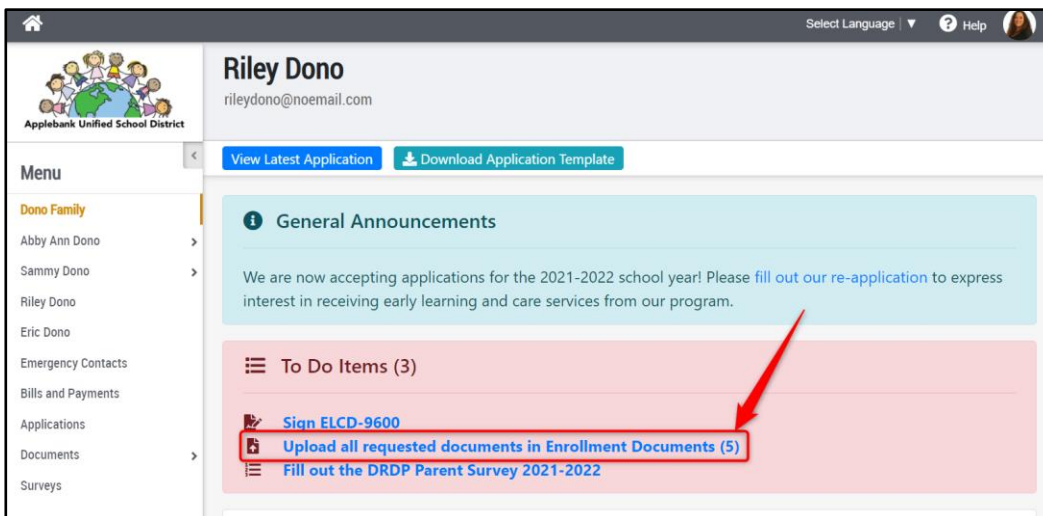 Select Language | ▼ Help
Applebank Unified School District
Riley Dono
rileydono@noemail.com
Menu
Dono Family
Abby Ann Dono
Sammy Dono
Riley Dono
Eric Dono
Emergency Contacts
Bills and Payments
Applications
Documents
Surveys
View Latest Application Download Application Template
General Announcements
We are now accepting applications for the 2021-2022 school year! Please fill out our re-application to express
interest in receiving early learning and care services from our program.
To Do Items (3)
Sign ELCD-9600
Upload all requested documents in Enrollment Documents (5)
Fill out the DRDP Parent Survey 2021-2022